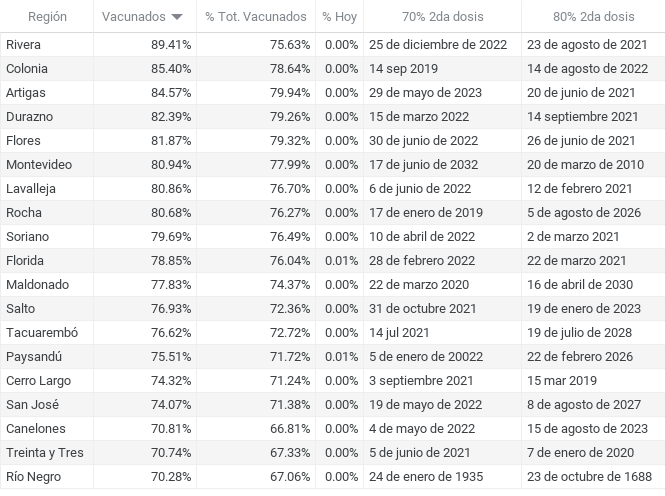 Región Vacunados % Tot. Vacunados % Hoy 70% 2da dosis 80% 2da dosis
Rivera 89.41% 75.63% 0.00% 25 de diciembre de 2022 23 de agosto de 2021
Colonia 85.40% 78.64% 0.00% 14 sep 2019 14 de agosto de 2022
Artigas 84.57% 79.94% 0.00% 29 de mayo de 2023 20 de junio de 2021
Durazno 82.39% 79.26% 0.00% 15 de marzo 2022 14 septiembre 2021
Flores 81.87% 79.32% 0.00% 30 de junio de 2022 26 de junio de 2021
Montevideo 80.94% 77.99% 0.00% 17 de junio de 2032 20 de marzo de 2010
Lavalleja 80.86% 76.70% 0.00% 6 de junio de 2022 12 de febrero 2021
Rocha 80.68% 76.27% 0.00% 17 de enero de 2019 5 de agosto de 2026
Soriano 79.69% 76.49% 0.00% 10 de abril de 2022 2 de marzo 2021
Florida 78.85% 76.04% 0.01% 28 de febrero 2022 22 de marzo 2021
Maldonado 77.83% 74.37% 0.00% 22 de marzo 2020 16 de abril de 2030
Salto 76.93% 72.36% 0.00% 31 de octubre 2021 19 de enero de 2023
Tacuarembó 76.62% 72.72% 0.00% 14 jul 2021 19 de julio de 2028
Paysandú 75.51% 71.72% 0.01% 5 de enero de 20022 22 de febrero 2026
Cerro Largo 74.32% 71.24% 0.00% 3 septiembre 2021 15 mar 2019
San José 74.07% 71.38% 0.00% 19 de mayo de 2022 8 de agosto de 2027
Canelones 70.81% 66.81% 0.00% 4 de mayo de 2022 15 de agosto de 2023
Treinta y Tres 70.74% 67.33% 0.00% 5 de junio de 2021 7 de enero de 2020
Río Negro 70.28% 67.06% 0.00% 24 de enero de 1935 23 de octubre de 1688